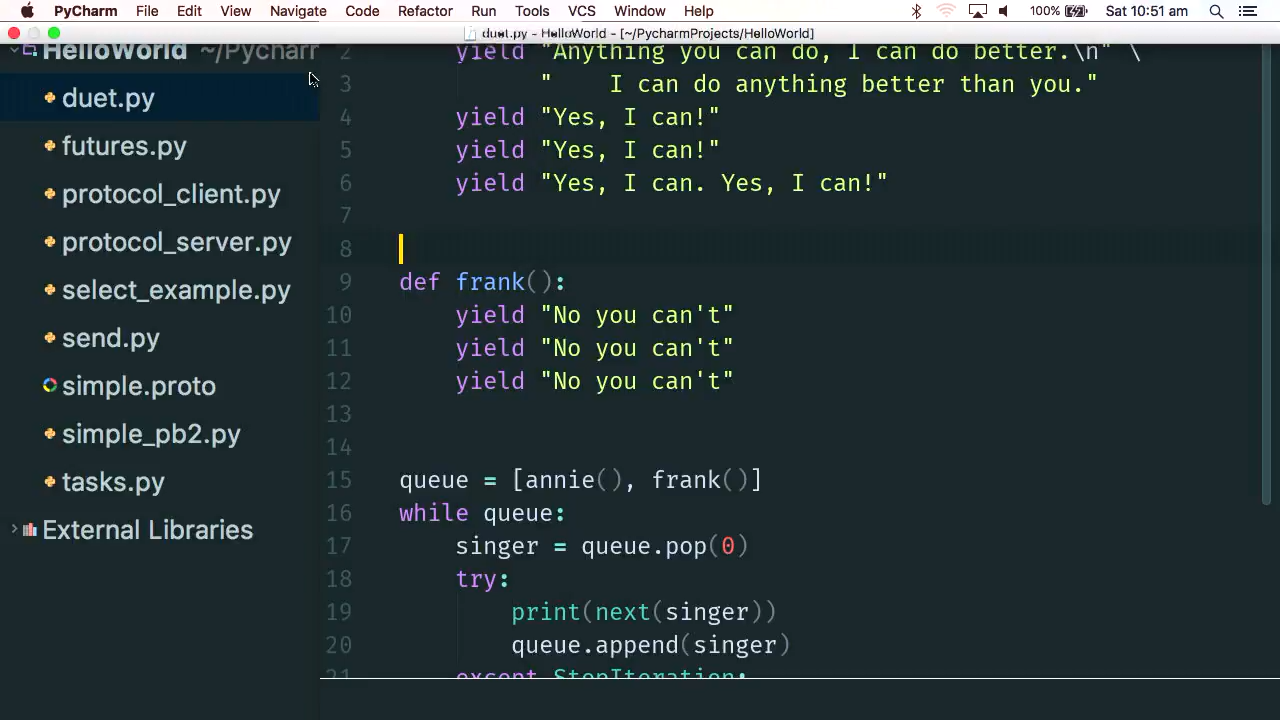 PyCharm File Edit View Navigate Code Refactor Run Tools VCS Window Help 100% Sat 10:51 am
duet.py - HelloWorld - [~/PycharmProjects/HelloWorld]
HelloWorld ~/Pycharr
duet.py
futures.py
protocol_client.py
protocol_server.py
select_example.py
send.py
simple.proto
simple_pb2.py
tasks.py
External Libraries
2 yield "Anything you can do, I can do better.\n" \
3 "    I can do anything better than you."
4 yield "Yes, I can!"
5 yield "Yes, I can!"
6 yield "Yes, I can. Yes, I can!"
7
8
9 def frank():
10 yield "No you can't"
11 yield "No you can't"
12 yield "No you can't"
13
14
15 queue = [annie(), frank()]
16 while queue:
17 singer = queue.pop(0)
18 try:
19 print(next(singer))
20 queue.append(singer)
21 except StopIteration: